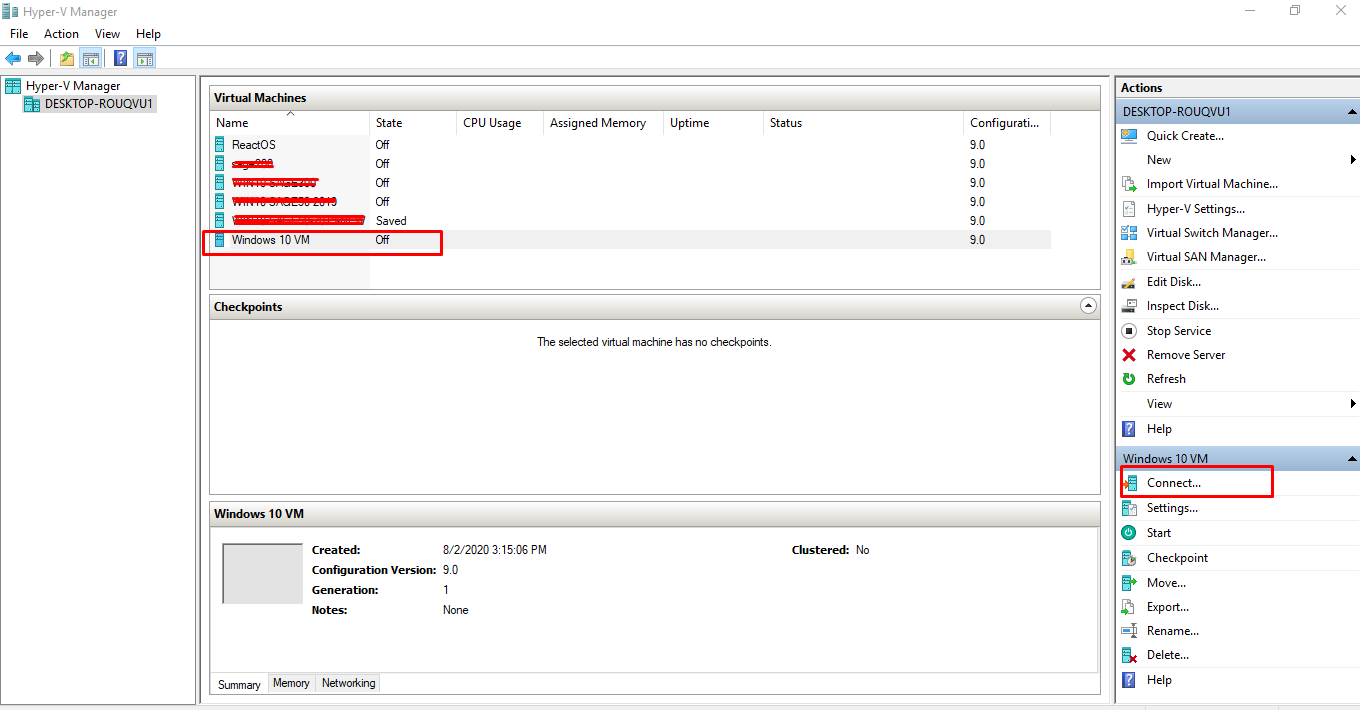 Hyper-V Manager
File Action View Help
Hyper-V Manager
DESKTOP-ROUQVU1
Virtual Machines
Name State CPU Usage Assigned Memory Uptime Status Configurati...
ReactOS Off 9.0
Off 9.0
Off 9.0
Off 9.0
Saved 9.0
Windows 10 VM Off 9.0
Checkpoints
The selected virtual machine has no checkpoints.
Windows 10 VM
Created: 8/2/2020 3:15:06 PM Clustered: No
Configuration Version: 9.0
Generation: 1
Notes: None
Summary Memory Networking
Actions
DESKTOP-ROUQVU1
Quick Create...
New
Import Virtual Machine...
Hyper-V Settings...
Virtual Switch Manager...
Virtual SAN Manager...
Edit Disk...
Inspect Disk...
Stop Service
Remove Server
Refresh
View
Help
Windows 10 VM
Connect...
Settings...
Start
Checkpoint
Move...
Export...
Rename...
Delete...
Help